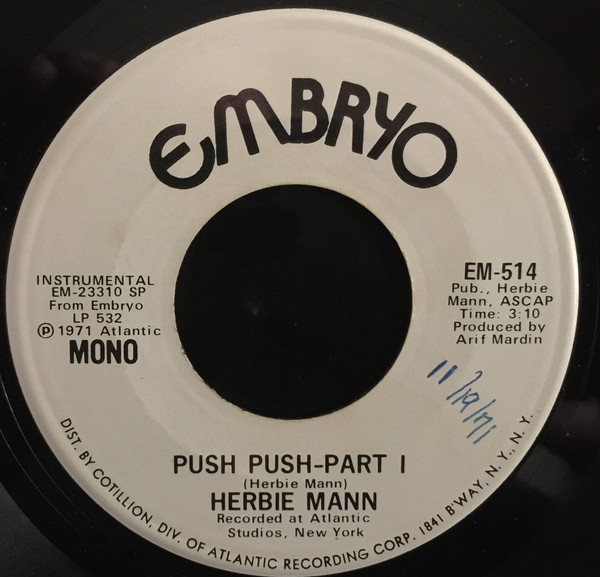 EMBRYO
INSTRUMENTAL
EM-23310 SP
From Embryo
LP 532
Ⓟ 1971 Atlantic
MONO
EM-514
Pub., Herbie
Mann, ASCAP
Time: 3:10
Produced by
Arif Mardin
11/19/71
PUSH PUSH-PART I
(Herbie Mann)
HERBIE MANN
Recorded at Atlantic
Studios, New York
DIST. BY COTILLION, DIV. OF ATLANTIC RECORDING CORP. 1841 B'WAY, N.Y., N.Y.